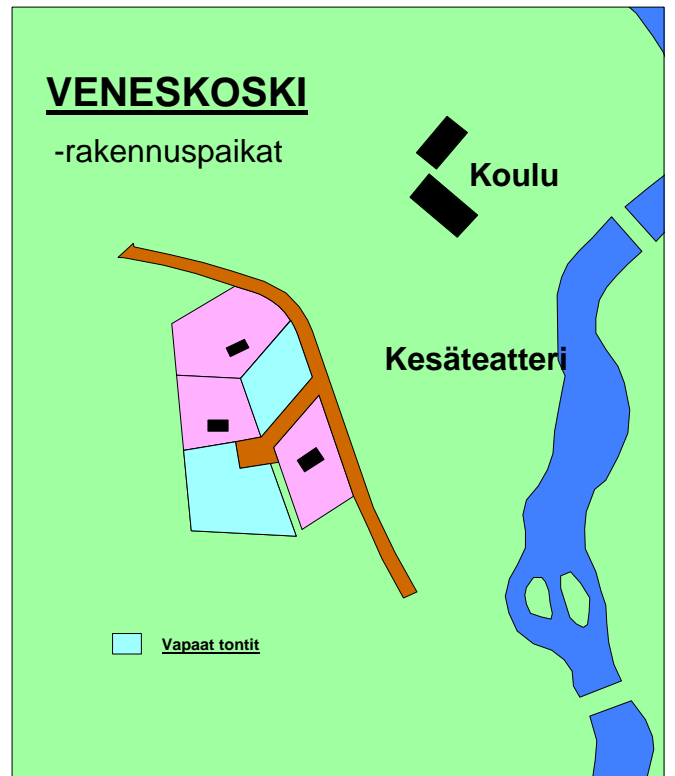 VENESKOSKI
-rakennuspaikat
Koulu
Kesäteatteri
Vapaat tontit